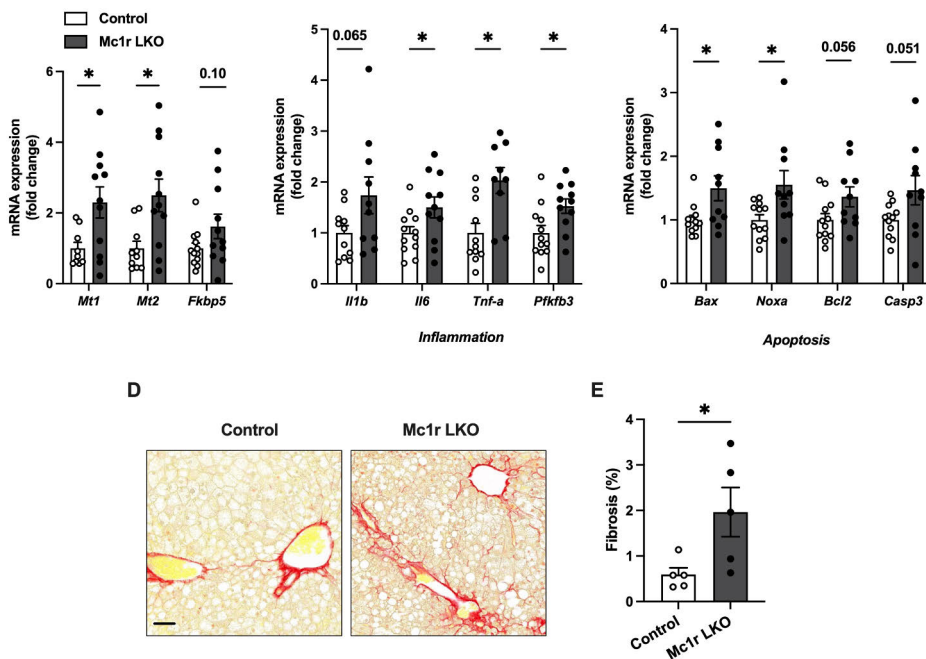 Control
Mc1r LKO
mRNA expression
(fold change)
6
4
2
0
*
*
0.10
Mt1
Mt2
Fkbp5
mRNA expression
(fold change)
5
4
3
2
1
0
0.065
*
*
*
Il1b
Il6
Tnf-a
Pfkfb3
Inflammation
mRNA expression
(fold change)
4
3
2
1
0
*
*
0.056
0.051
Bax
Noxa
Bcl2
Casp3
Apoptosis
D
Control
Mc1r LKO
E
Fibrosis (%)
4
3
2
1
0
*
Control
Mc1r LKO